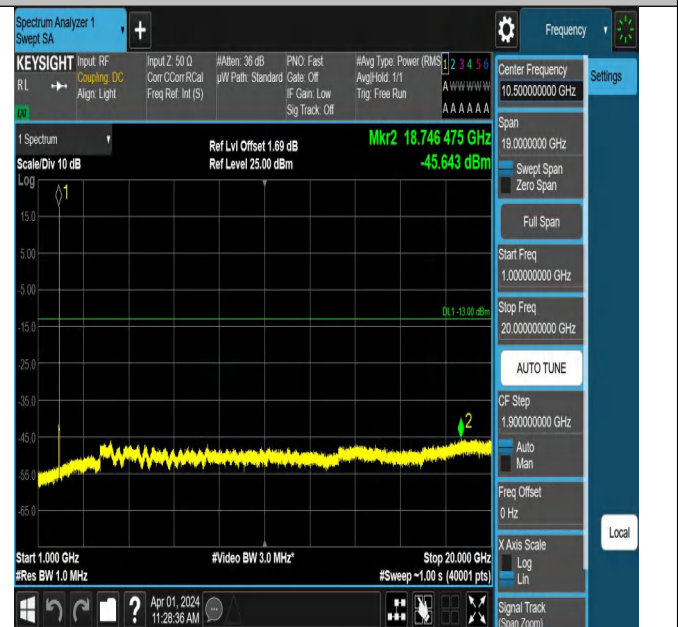 Spectrum Analyzer 1
Swept SA
Frequency
KEYSIGHT
RL
Input: RF
Coupling: DC
Align: Light
Input Z: 50 Ω
Corr CCorr RCal
Freq Ref: Int (S)
#Atten: 36 dB
µW Path: Standard
PNO: Fast
Gate: Off
IF Gain: Low
Sig Track: Off
#Avg Type: Power (RMS
Avg|Hold: 1/1
Trig: Free Run
1 2 3 4 5 6
A W W W W W
A A A A A A
1 Spectrum
Scale/Div 10 dB
Log
Ref Lvl Offset 1.69 dB
Ref Level 25.00 dBm
Mkr2 18.746 475 GHz
-45.643 dBm
1
15.0
5.00
-5.00
DL1 -13.00 dBm
-15.0
-25.0
-35.0
2
-45.0
-55.0
-65.0
Start 1.000 GHz
#Res BW 1.0 MHz
#Video BW 3.0 MHz*
Stop 20.000 GHz
#Sweep ~1.00 s (40001 pts)
Center Frequency
10.500000000 GHz
Settings
Span
19.0000000 GHz
Swept Span
Zero Span
Full Span
Start Freq
1.000000000 GHz
Stop Freq
20.000000000 GHz
AUTO TUNE
CF Step
1.900000000 GHz
Auto
Man
Freq Offset
0 Hz
Local
X Axis Scale
Log
Lin
Signal Track
(Span Zoom)
?
Apr 01, 2024
11:28:36 AM